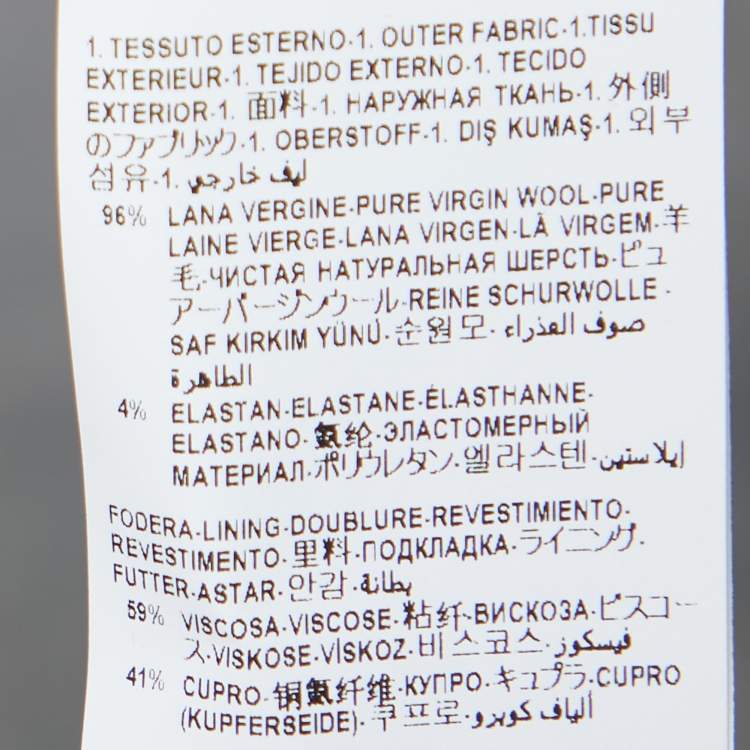 1. TESSUTO ESTERNO·1. OUTER FABRIC·1.TISSU
EXTERIEUR·1. TEJIDO EXTERNO·1. TECIDO
EXTERIOR·1. 面料·1. НАРУЖНАЯ ТКАНЬ·1. 外側
のファブリック·1. OBERSTOFF·1. DIŞ KUMAŞ·1. 외부
섬유·1. ليف خارجي
96% LANA VERGINE·PURE VIRGIN WOOL·PURE
LAINE VIERGE·LANA VIRGEN·LÀ VIRGEM·羊
毛·ЧИСТАЯ НАТУРАЛЬНАЯ ШЕРСТЬ·ピュ
アーバージンウール·REINE SCHURWOLLE·
SAF KIRKIM YÜNÜ·순원모·صوف العذراء
الطاهرة
4% ELASTAN·ELASTANE·ÉLASTHANNE·
ELASTANO·氨纶·ЭЛАСТОМЕРНЫЙ
МАТЕРИАЛ·ポリウレタン·엘라스텐·إيلاستين
FODERA·LINING·DOUBLURE·REVESTIMIENTO·
REVESTIMENTO·里料·ПОДКЛАДКА·ライニング·
FUTTER·ASTAR·안감·بطانة
59% VISCOSA·VISCOSE·粘纤·ВИСКОЗА·ビスコー
ス·VISKOSE·VİSKOZ·비스코스·فيسكوز
41% CUPRO·铜氨纤维·КУПРО·キュプラ·CUPRO
(KUPFERSEIDE)·쿠프로·ألياف كوبرو